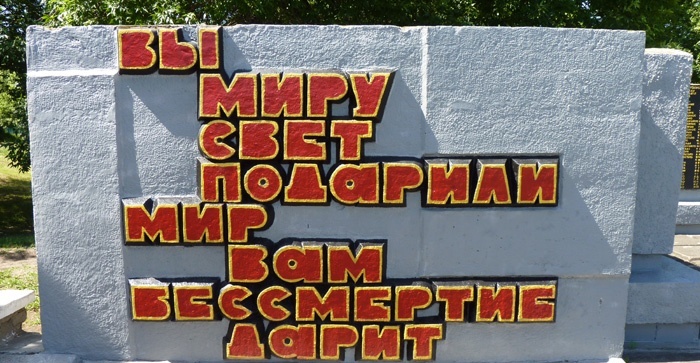 ВЫ
МИРУ
СВЕТ
ПОДАРИЛИ
МИР
ВАМ
БЕССМЕРТИЕ
ДАРИТ